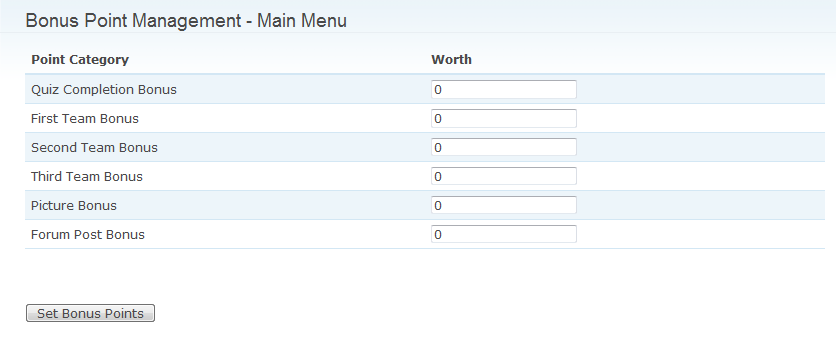 Bonus Point Management - Main Menu
Point Category Worth
Quiz Completion Bonus 0
First Team Bonus 0
Second Team Bonus 0
Third Team Bonus 0
Picture Bonus 0
Forum Post Bonus 0
Set Bonus Points